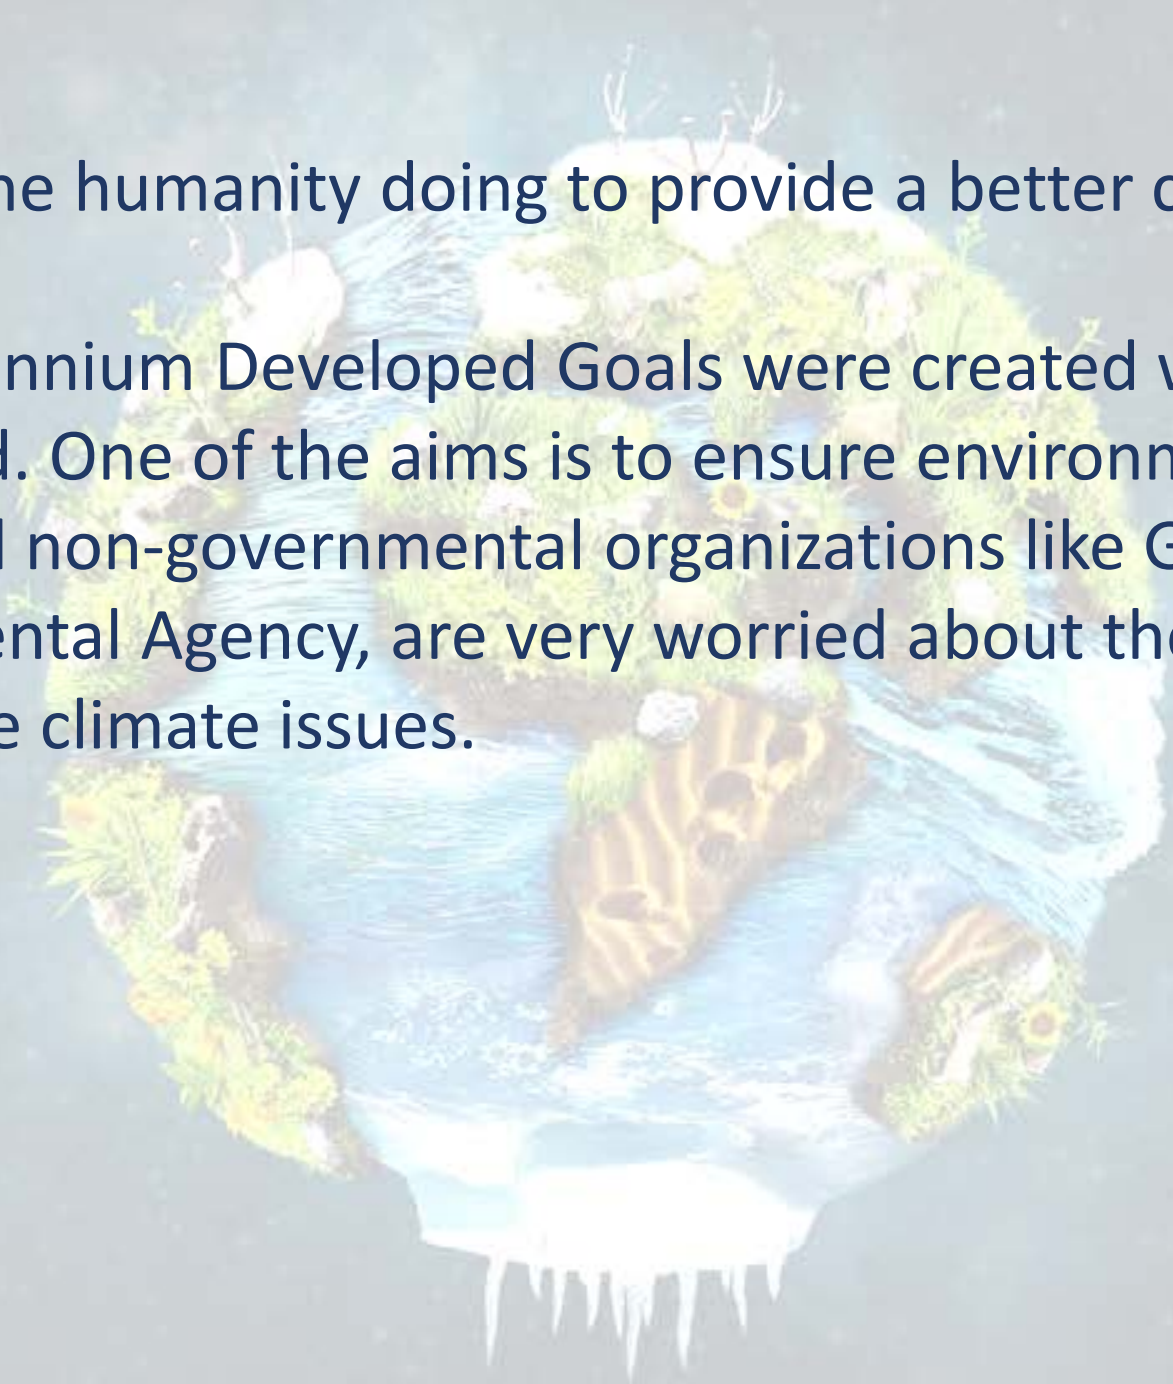 he humanity doing to provide a better
nnium Developed Goals were created
. One of the aims is to ensure
non-governmental organizations like
ental Agency, are very worried about the
e climate issues.